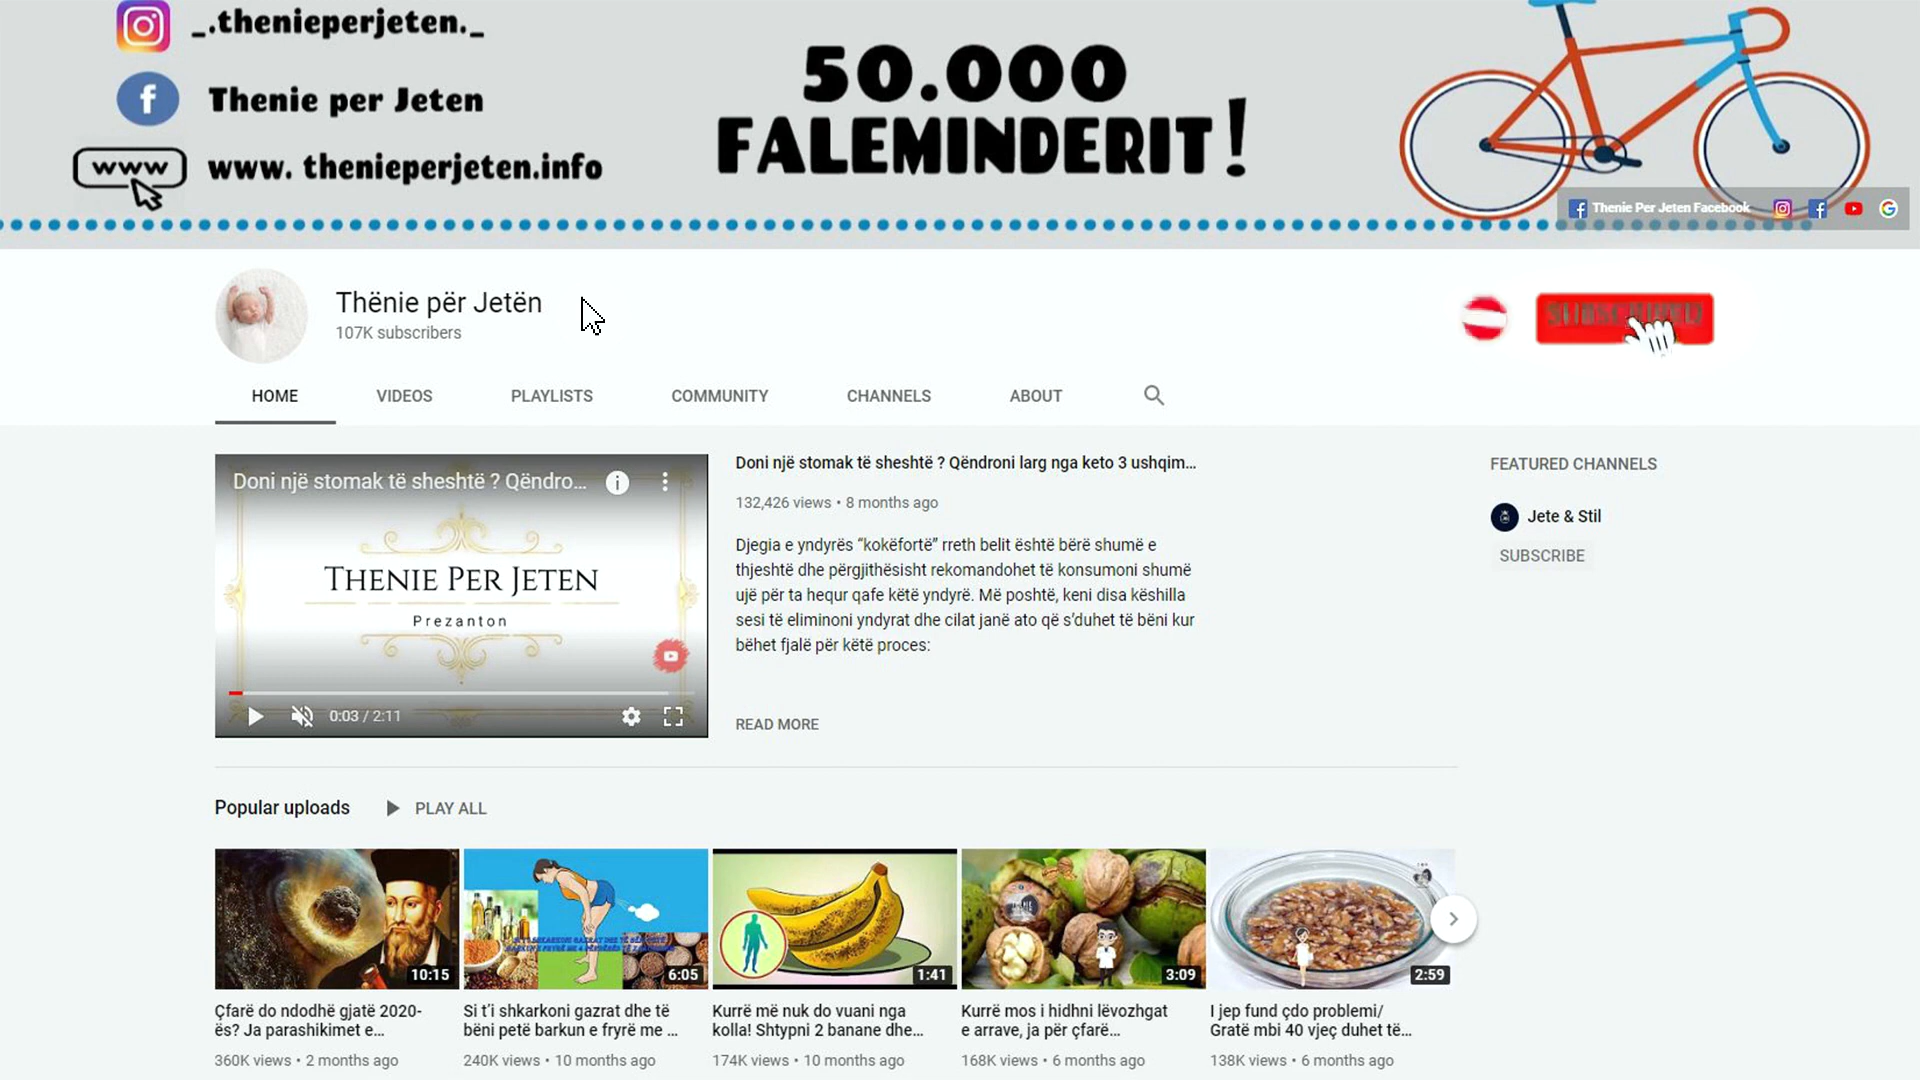 _.thenieperjeten._
Thenie per Jeten
www
www. thenieperjeten.info
50.000
FALEMINDERIT!
Thenie Per Jeten Facebook
Thënie për Jetën
107K subscribers
HOME
VIDEOS
PLAYLISTS
COMMUNITY
CHANNELS
ABOUT
Doni një stomak të sheshtë ? Qëndro...
THENIE PER JETEN
Prezanton
0:03 / 2:11
Doni një stomak të sheshtë ? Qëndroni larg nga keto 3 ushqim...
132,426 views • 8 months ago
Djegia e yndyrës “kokëfortë” rreth belit është bërë shumë e
thjeshtë dhe përgjithësisht rekomandohet të konsumoni shumë
ujë për ta hequr qafe këtë yndyrë. Më poshtë, keni disa këshilla
sesi të eliminoni yndyrat dhe cilat janë ato që s’duhet të bëni kur
bëhet fjalë për këtë proces:
READ MORE
FEATURED CHANNELS
Jete & Stil
SUBSCRIBE
Popular uploads
PLAY ALL
10:15
6:05
1:41
3:09
2:59
Çfarë do ndodhë gjatë 2020-
ës? Ja parashikimet e...
360K views • 2 months ago
Si t’i shkarkoni gazrat dhe të
bëni petë barkun e fryrë me ...
240K views • 10 months ago
Kurrë më nuk do vuani nga
kolla! Shtypni 2 banane dhe...
174K views • 10 months ago
Kurrë mos i hidhni lëvozhgat
e arrave, ja për çfarë...
168K views • 6 months ago
I jep fund çdo problemi/
Gratë mbi 40 vjeç duhet të...
138K views • 6 months ago